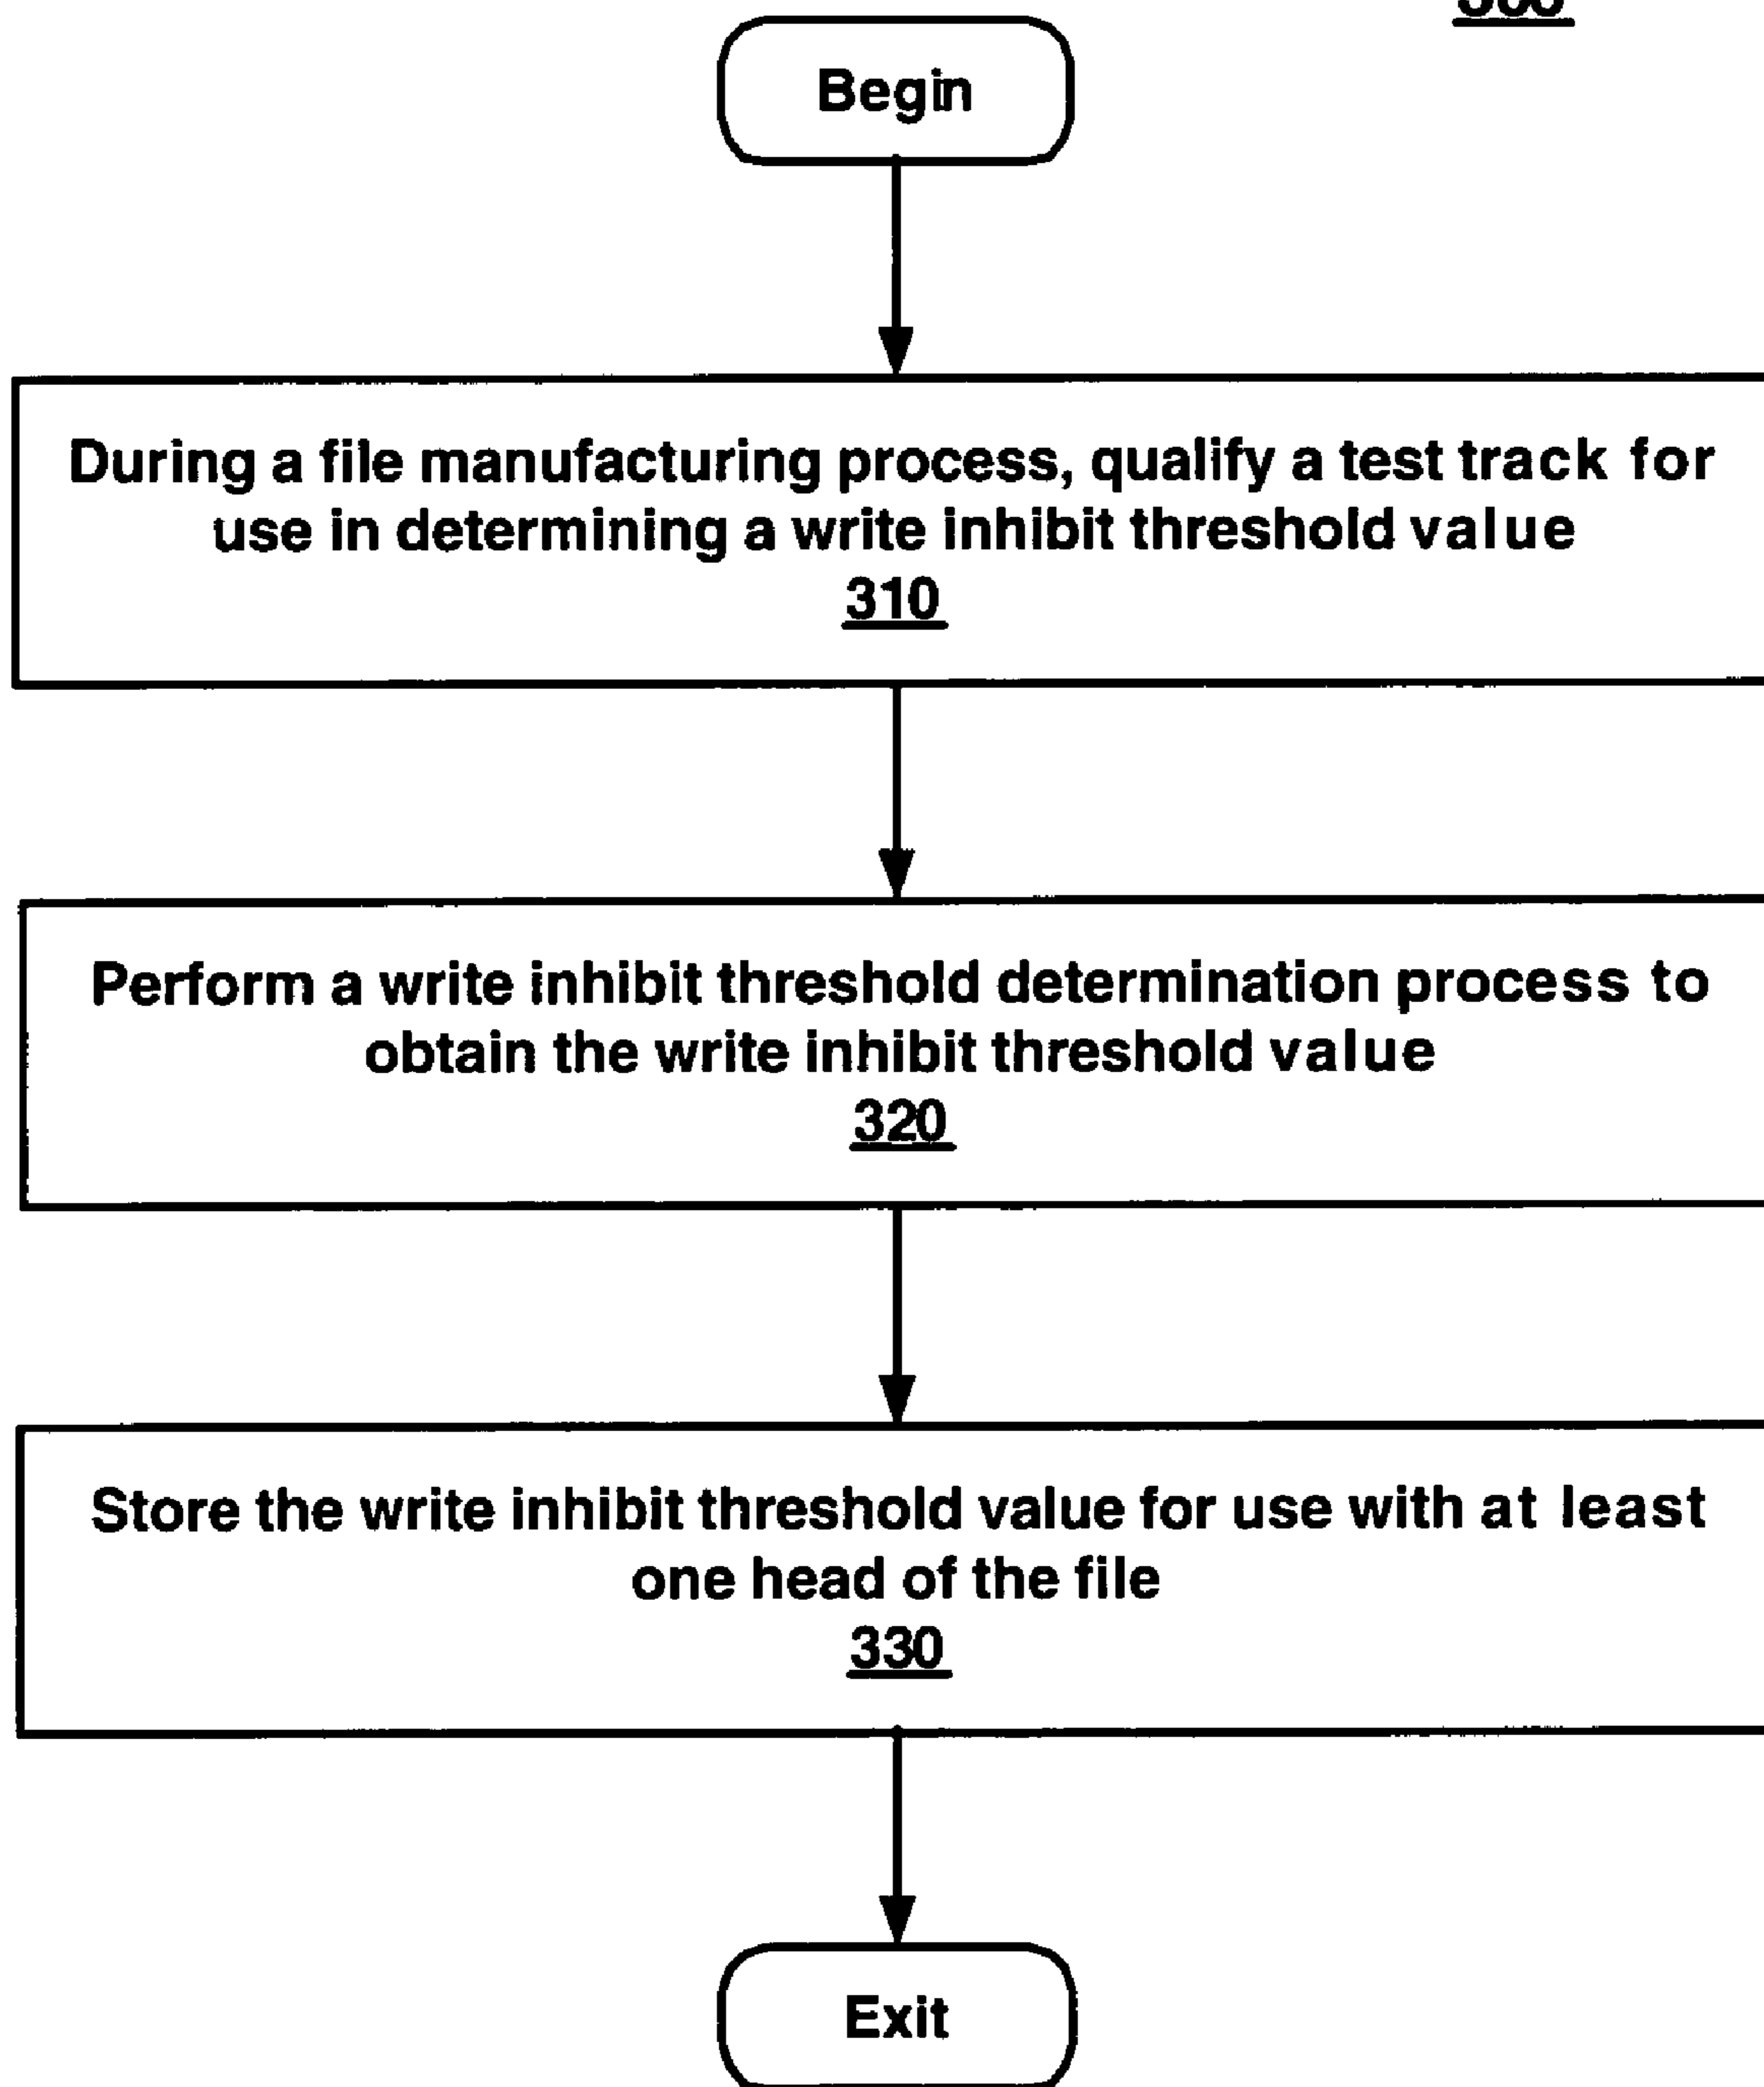 Begin
During a file manufacturing process, qualify a test track for
use in determining a write inhibit threshold value
310
Perform a write inhibit threshold determination process to
obtain the write inhibit threshold value
320
Store the write inhibit threshold value for use with at least
one head of the file
330
Exit